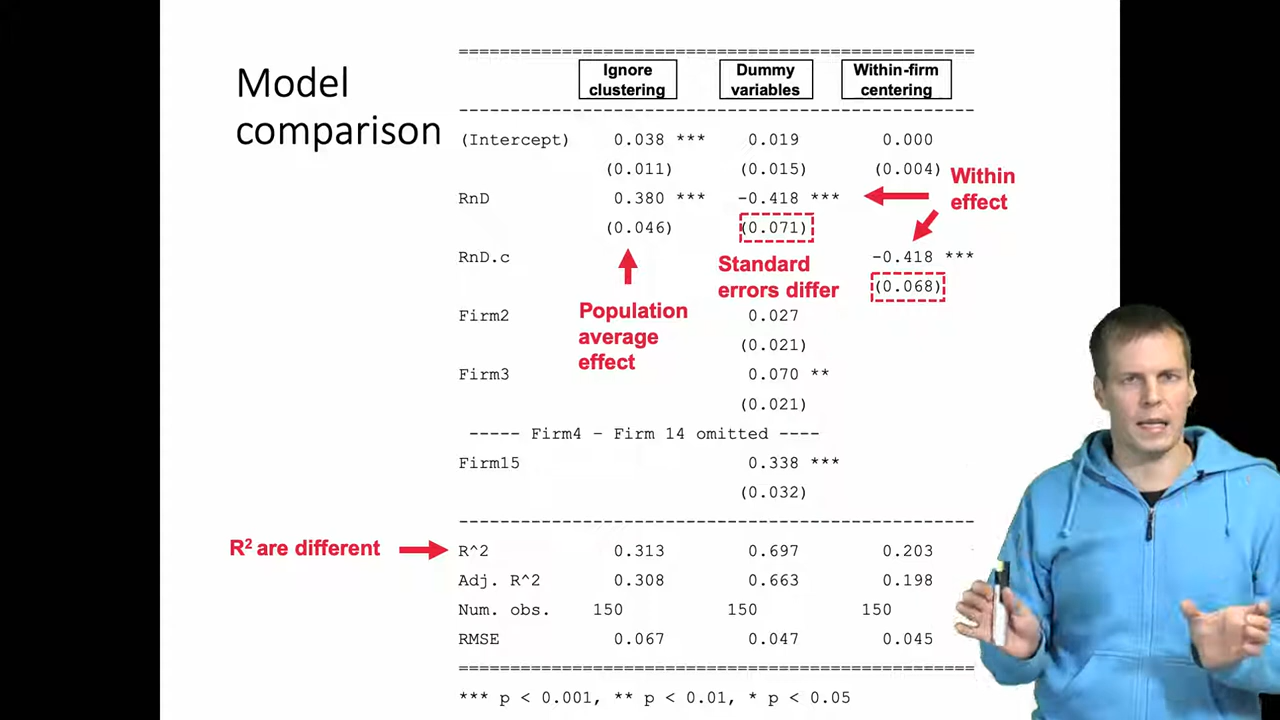 Model
comparison
=====================================================
Ignore clustering Dummy variables Within-firm centering
-----------------------------------------------------
(Intercept) 0.038 *** 0.019 0.000
(0.011) (0.015) (0.004)
RnD 0.380 *** -0.418 ***
(0.046) (0.071)
RnD.c -0.418 ***
(0.068)
Within
effect
Standard
errors differ
Population
average
effect
Firm2 0.027
(0.021)
Firm3 0.070 **
(0.021)
----- Firm4 – Firm 14 omitted ----
Firm15 0.338 ***
(0.032)
-----------------------------------------------------
R² are different
R^2 0.313 0.697 0.203
Adj. R^2 0.308 0.663 0.198
Num. obs. 150 150 150
RMSE 0.067 0.047 0.045
=====================================================
*** p < 0.001, ** p < 0.01, * p < 0.05